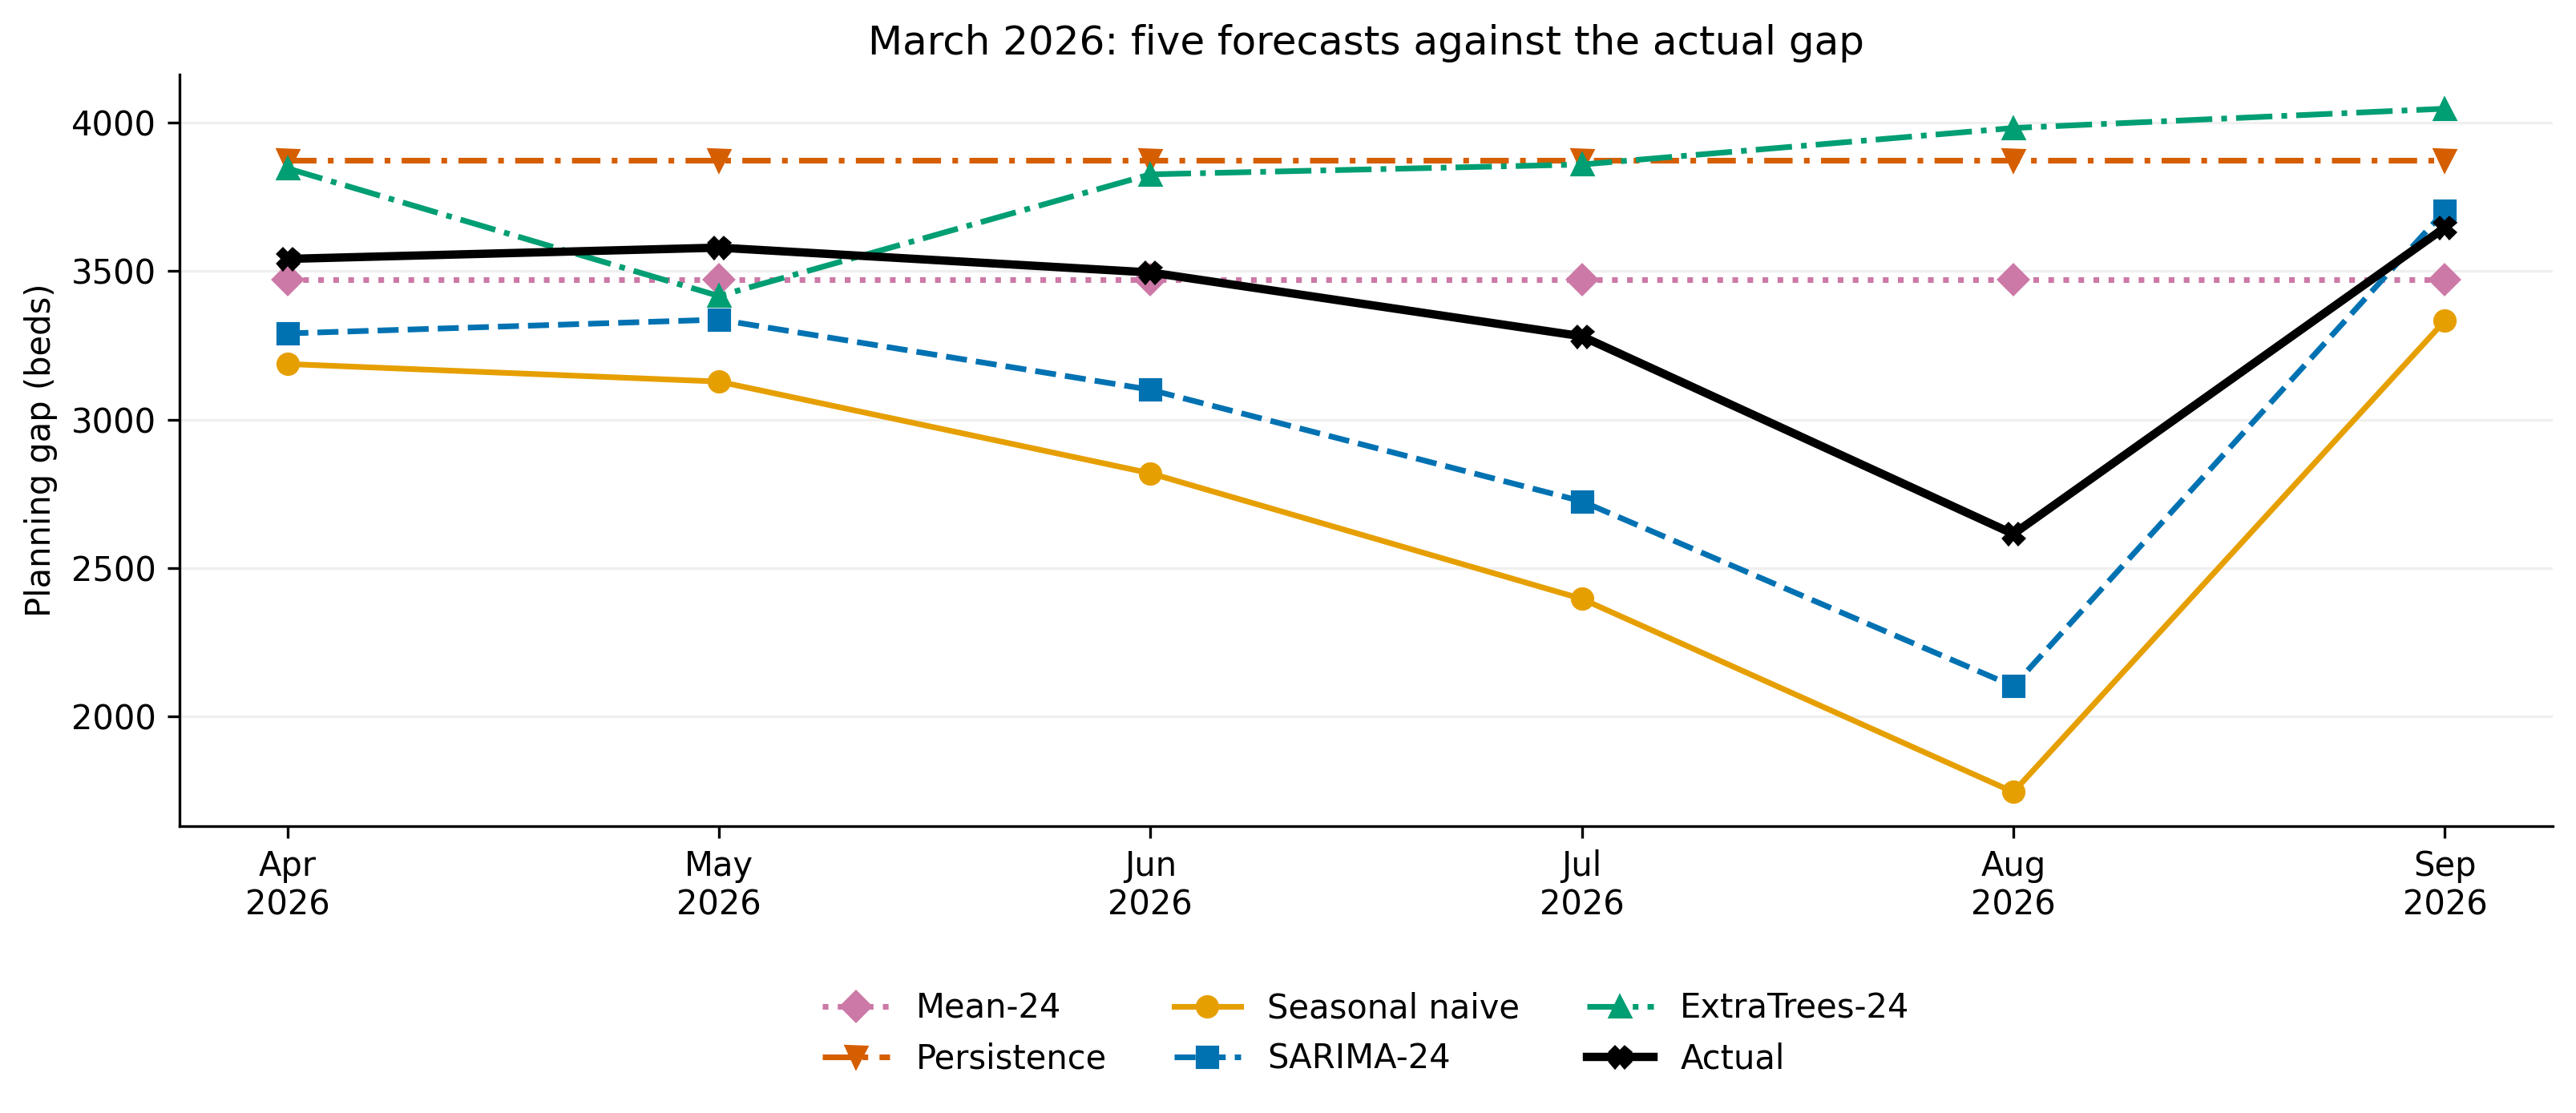 March 2026: five forecasts against the actual gap
Planning gap (beds)
4000
3500
3000
2500
2000
Apr
2026
May
2026
Jun
2026
Jul
2026
Aug
2026
Sep
2026
Mean-24
Persistence
Seasonal naive
SARIMA-24
ExtraTrees-24
Actual